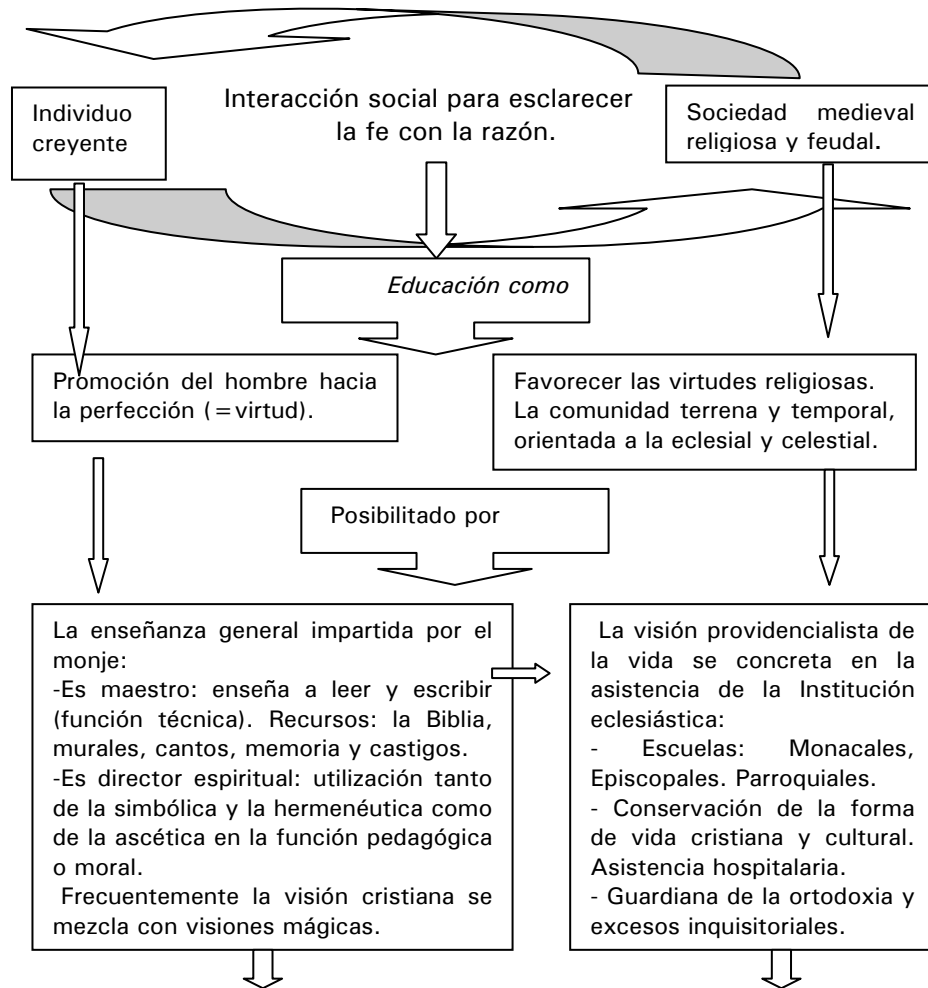 Individuo
creyente
Interacción social para esclarecer
la fe con la razón.
Sociedad medieval
religiosa y feudal.
Educación como
Promoción del hombre hacia
la perfección (=virtud).
Favorecer las virtudes religiosas.
La comunidad terrena y temporal,
orientada a la eclesial y celestial.
Posibilitado por
La enseñanza general impartida por el
monje:
-Es maestro: enseña a leer y escribir
(función técnica). Recursos: la Biblia,
murales, cantos, memoria y castigos.
-Es director espiritual: utilización tanto
de la simbólica y la hermenéutica como
de la ascética en la función pedagógica
o moral.
Frecuentemente la visión cristiana se
mezcla con visiones mágicas.
La visión providencialista de
la vida se concreta en la
asistencia de la Institución
eclesiástica:
- Escuelas: Monacales,
Episcopales. Parroquiales.
- Conservación de la forma
de vida cristiana y cultural.
Asistencia hospitalaria.
- Guardiana de la ortodoxia y
excesos inquisitoriales.